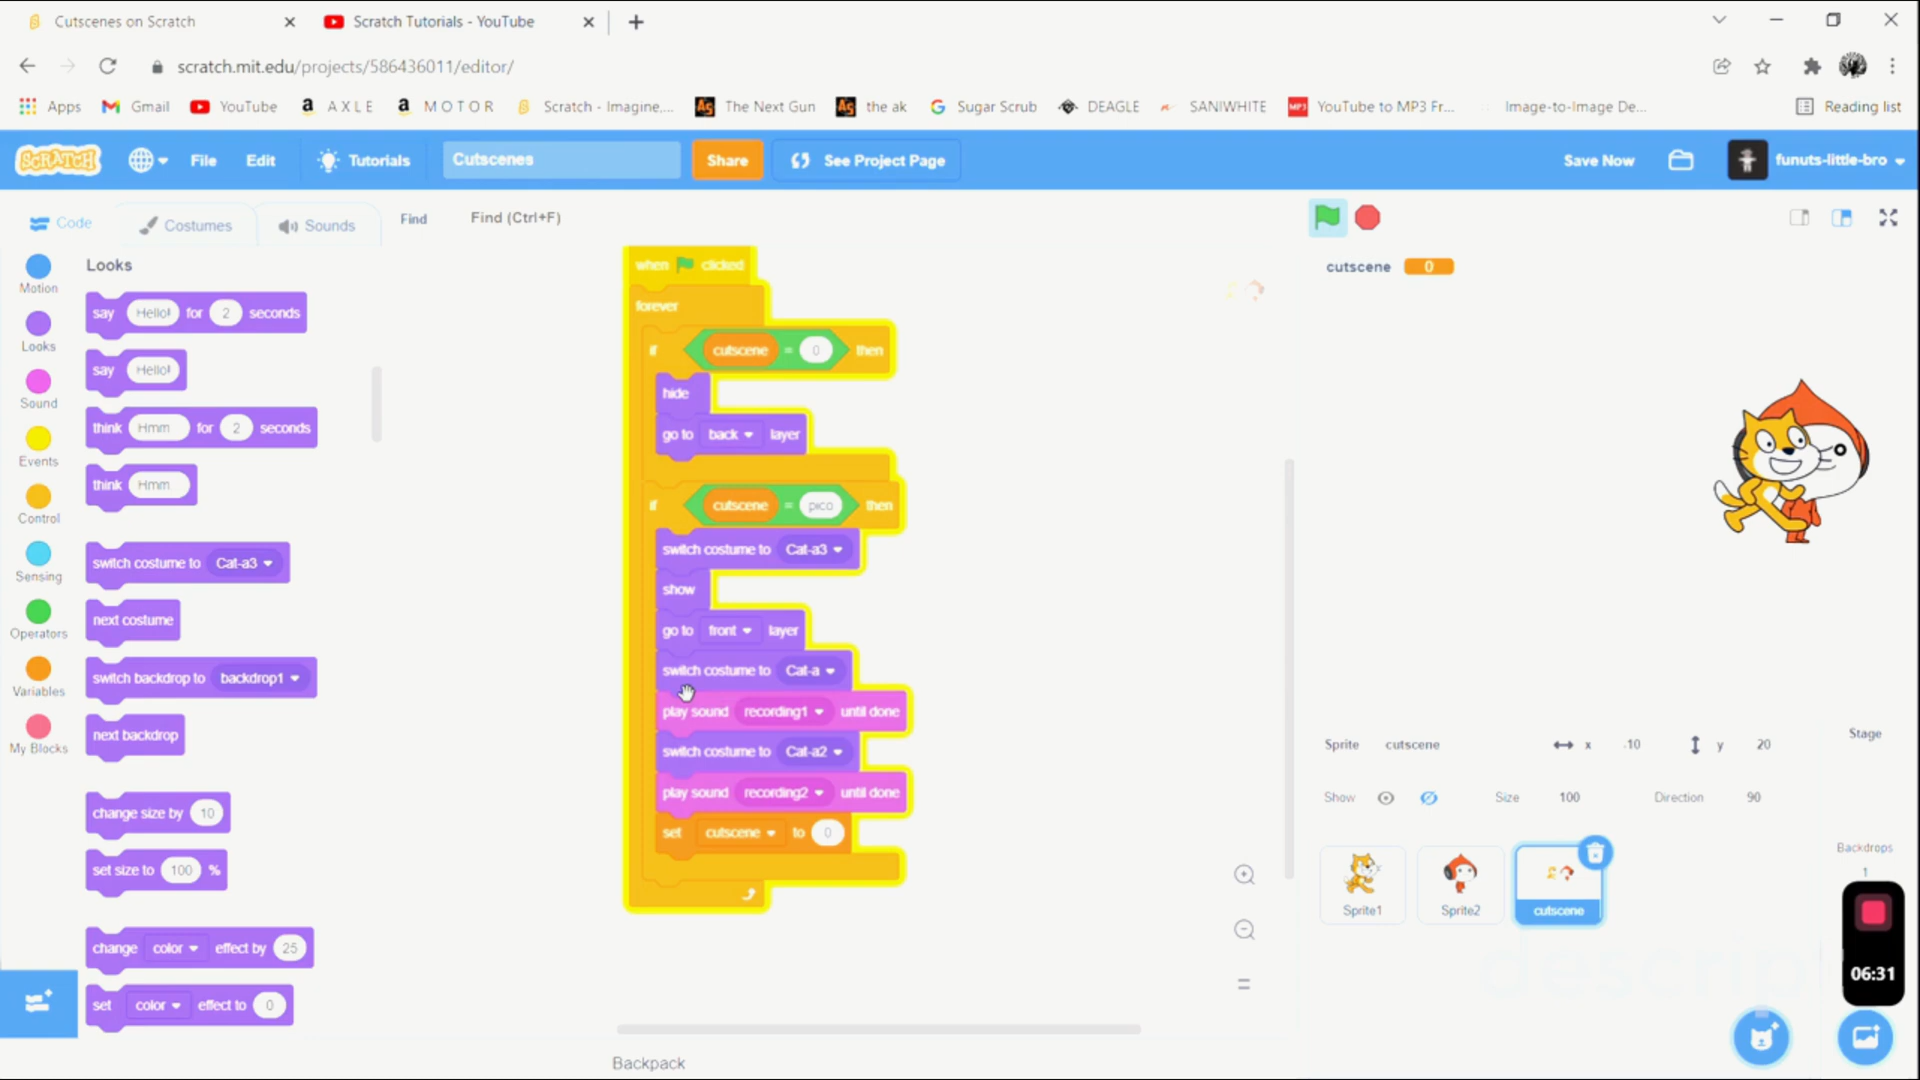 Cutscenes on Scratch
Scratch Tutorials - YouTube
scratch.mit.edu/projects/586436011/editor/
Apps Gmail YouTube A X L E M O T O R Scratch - Imagine,... The Next Gun the ak Sugar Scrub DEAGLE SANIWHITE MP3 YouTube to MP3 Fr... Image-to-Image De... Reading list
SCRATCH File Edit Tutorials Cutscenes Share See Project Page Save Now funuts-little-bro
Code Costumes Sounds Find Find (Ctrl+F)
Motion
Looks
Sound
Events
Control
Sensing
Operators
Variables
My Blocks
Looks
say Hello! for 2 seconds
say Hello!
think Hmm for 2 seconds
think Hmm
switch costume to Cat-a3
next costume
switch backdrop to backdrop1
next backdrop
change size by 10
set size to 100 %
change color effect by 25
set color effect to 0
when clicked
forever
if cutscene = 0 then
hide
go to back layer
if cutscene = pico then
switch costume to Cat-a3
show
go to front layer
switch costume to Cat-a
play sound recording1 until done
switch costume to Cat-a2
play sound recording2 until done
set cutscene to 0
Backpack
cutscene 0
Sprite cutscene x 10 y 20
Show Size 100 Direction 90
Sprite1
Sprite2
cutscene
Stage
Backdrops
1
descrip
06:31